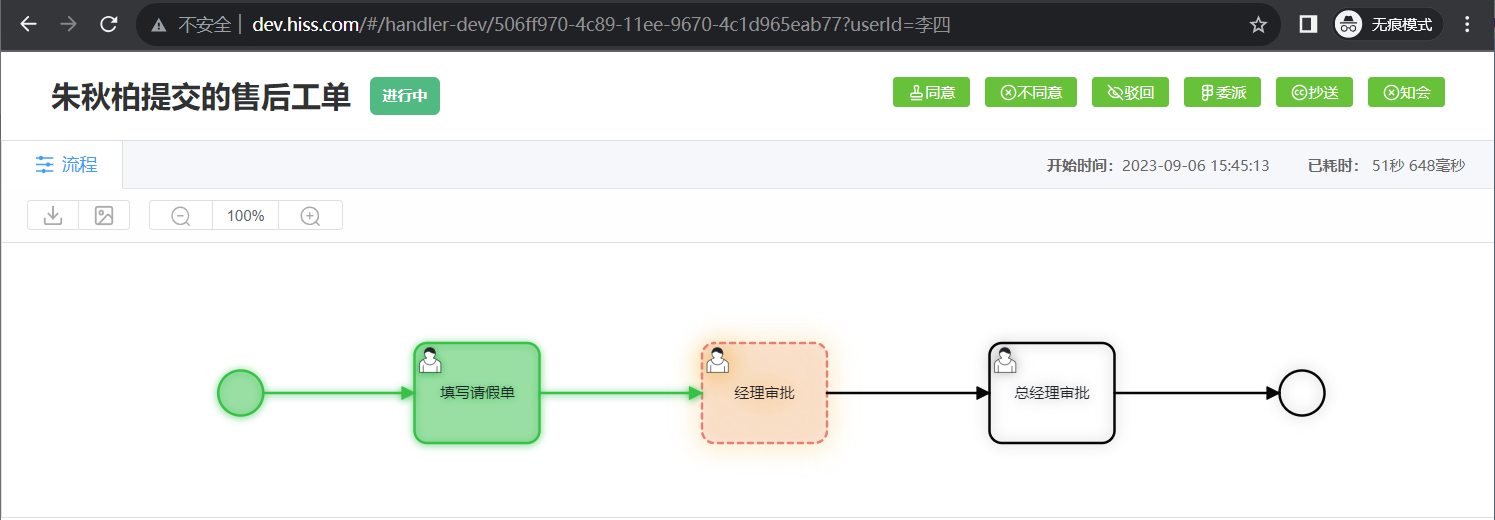 不安全 dev.hiss.com/#/handler-dev/506ff970-4c89-11ee-9670-4c1d965eab77?userId=李四 无痕模式
朱秋柏提交的售后工单 进行中 同意 不同意 驳回 委派 抄送 知会
流程 开始时间：2023-09-06 15:45:13 已耗时： 51秒 648毫秒
100%
填写请假单 经理审批 总经理审批